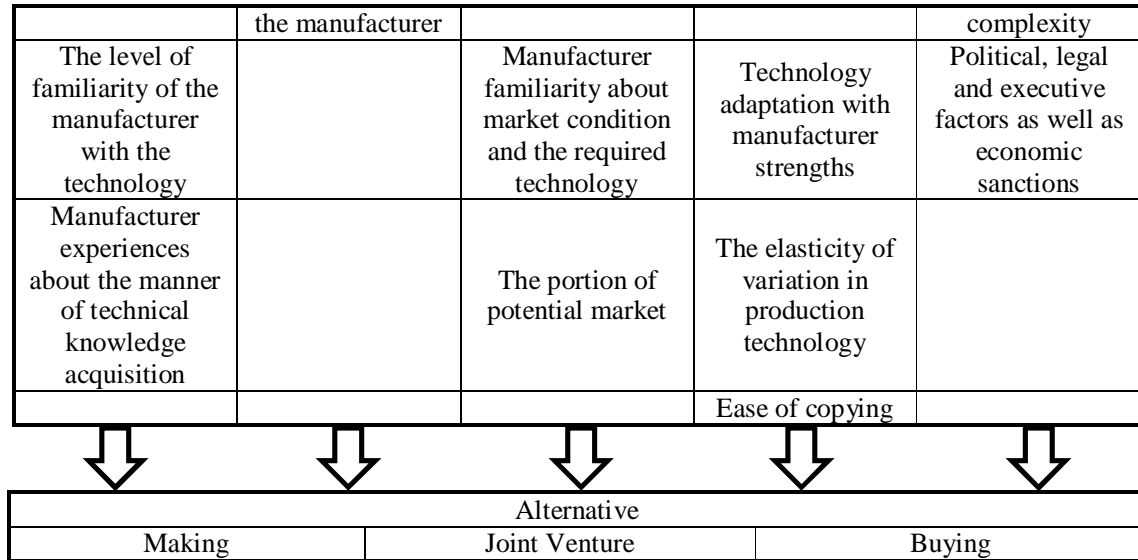 the manufacturer
complexity
The level of
familiarity of the
manufacturer
with the
technology
Manufacturer
familiarity about
market condition
and the required
technology
Technology
adaptation with
manufacturer
strengths
Political, legal
and executive
factors as well as
economic
sanctions
Manufacturer
experiences
about the manner
of technical
knowledge
acquisition
The portion of
potential market
The elasticity of
variation in
production
technology
Ease of copying
Alternative
Making
Joint Venture
Buying